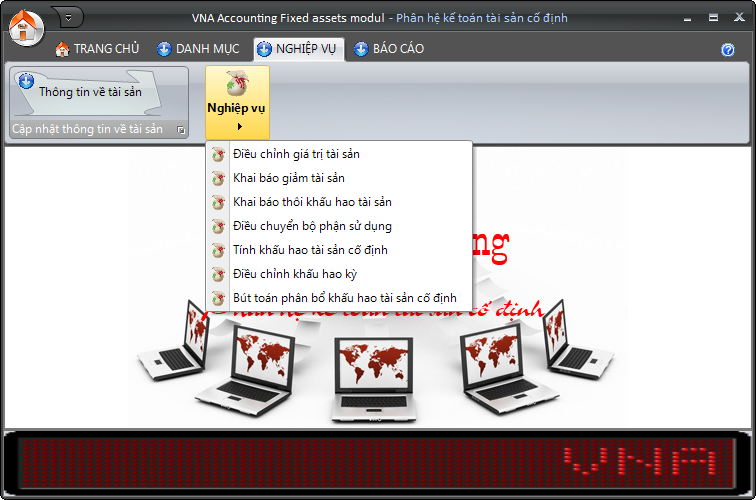 VNA Accounting Fixed assets modul - Phân hệ kế toán tài sản cố định
TRANG CHỦ DANH MỤC NGHIỆP VỤ BÁO CÁO
Thông tin về tài sản
Cập nhật thông tin về tài sản
Nghiệp vụ
Điều chỉnh giá trị tài sản
Khai báo giảm tài sản
Khai báo thôi khấu hao tài sản
Điều chuyển bộ phận sử dụng
Tính khấu hao tài sản cố định
Điều chỉnh khấu hao kỳ
Bút toán phân bổ khấu hao tài sản cố định
ng
Phân hệ kế toán tài sản cố định
VNA